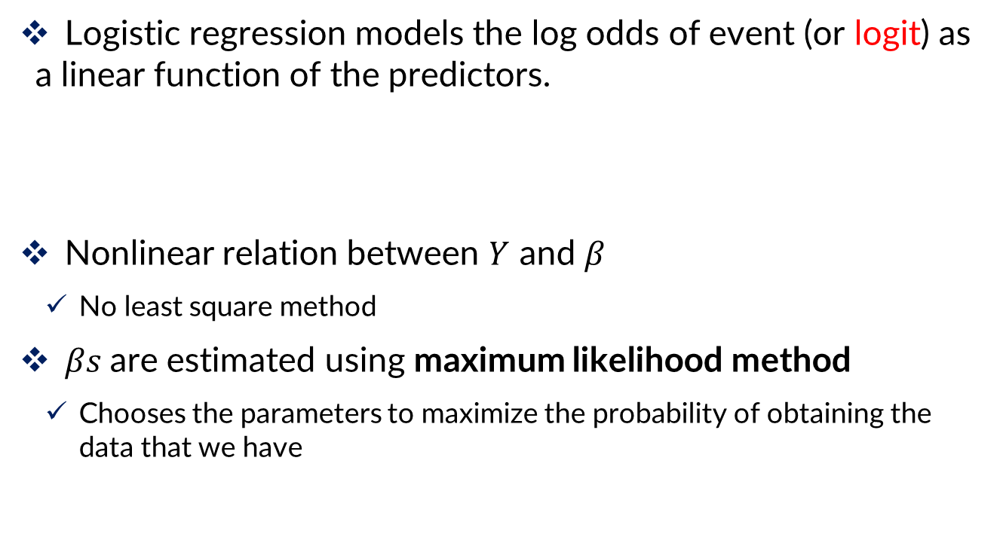 ❖ Logistic regression models the log odds of event (or logit) as
a linear function of the predictors.
❖ Nonlinear relation between Y and β
✓ No least square method
❖ βs are estimated using maximum likelihood method
✓ Chooses the parameters to maximize the probability of obtaining the
data that we have